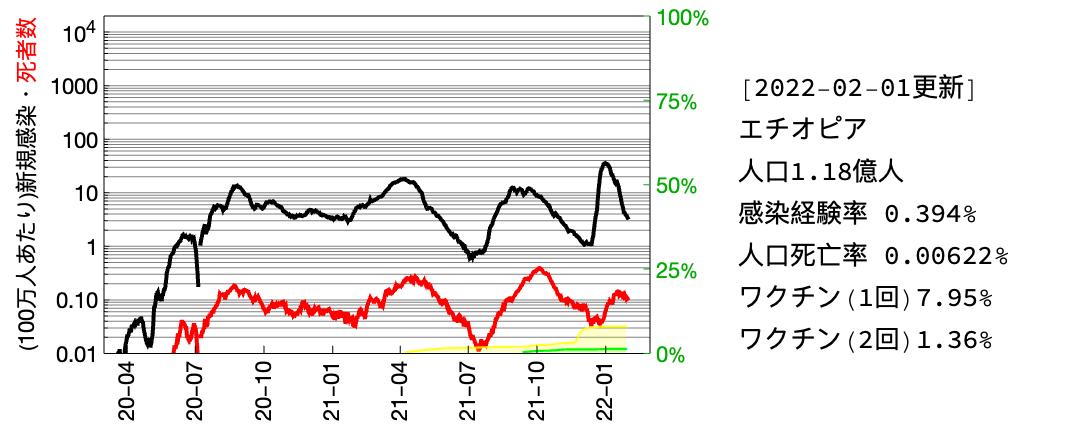 (100万人あたり)新規感染・死者数
10^4
1000
100
10
1
0.10
0.01
100%
75%
50%
25%
0%
20-04
20-07
20-10
21-01
21-04
21-07
21-10
22-01
[2022-02-01更新]
エチオピア
人口1.18億人
感染経験率 0.394%
人口死亡率 0.00622%
ワクチン(1回)7.95%
ワクチン(2回)1.36%